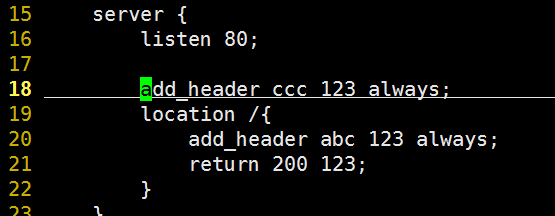 15 server {
16 listen 80;
17
18 add_header ccc 123 always;
19 location /{
20 add_header abc 123 always;
21 return 200 123;
22 }
23 }